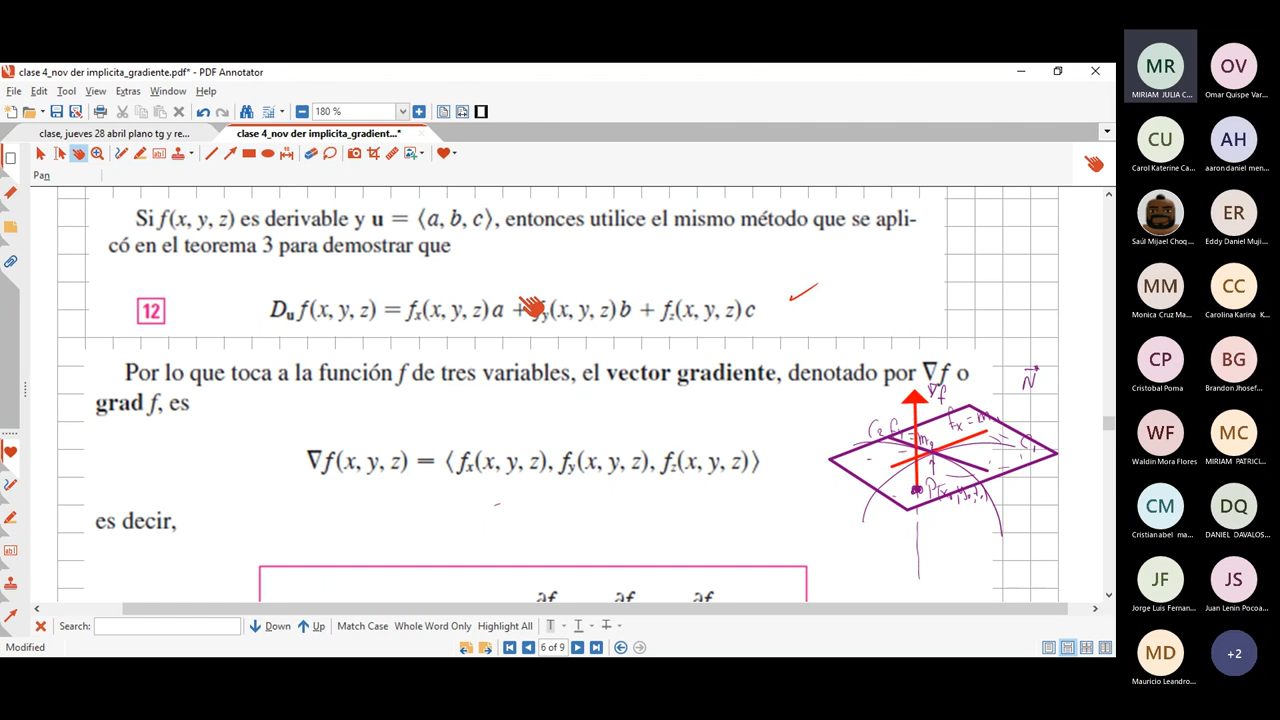 clase 4_nov der implicita_gradiente.pdf* - PDF Annotator
File Edit Tool View Extras Window Help
180 %
clase, jueves 28 abril plano tg y re...
clase 4_nov der implicita_gradient...*
Pan
Si f(x, y, z) es derivable y u = ⟨a, b, c⟩, entonces utilice el mismo método que se apli-
có en el teorema 3 para demostrar que
12 Du f(x, y, z) = fx(x, y, z) a + fy(x, y, z) b + fz(x, y, z) c
Por lo que toca a la función f de tres variables, el vector gradiente, denotado por ∇f o
grad f, es
N
∇f
fx = m
∇f(x, y, z) = ⟨fx(x, y, z), fy(x, y, z), fz(x, y, z)⟩
es decir,
∂f ∂f ∂f
Search: Down Up Match Case Whole Word Only Highlight All
Modified
6 of 9
MR
MIRIAM JULIA C...
OV
Omar Quispe Var...
CU
Carol Katerine Ca...
AH
aaron daniel men...
Saúl Mijael Choq...
ER
Eddy Daniel Muji...
MM
Monica Cruz Ma...
CC
Carolina Karina K...
CP
Cristobal Poma
BG
Brandon Jhosef...
WF
Waldin Mora Flores
MC
MIRIAM PATRICI...
CM
Cristian abel ma...
DQ
DANIEL DAVALOS...
JF
Jorge Luis Fernan...
JS
Juan Lenin Pocoa...
MD
Mauricio Leandro...
+2